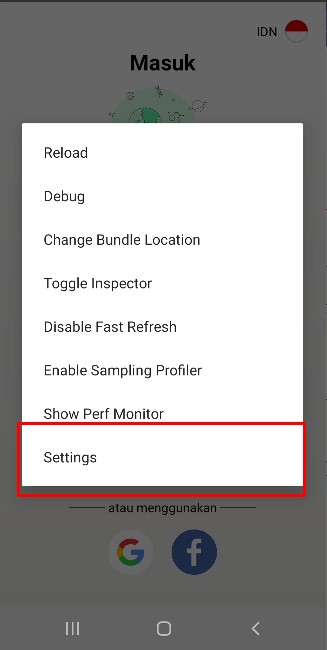 IDN
Masuk
Reload
Debug
Change Bundle Location
Toggle Inspector
Disable Fast Refresh
Enable Sampling Profiler
Show Perf Monitor
Settings
atau menggunakan